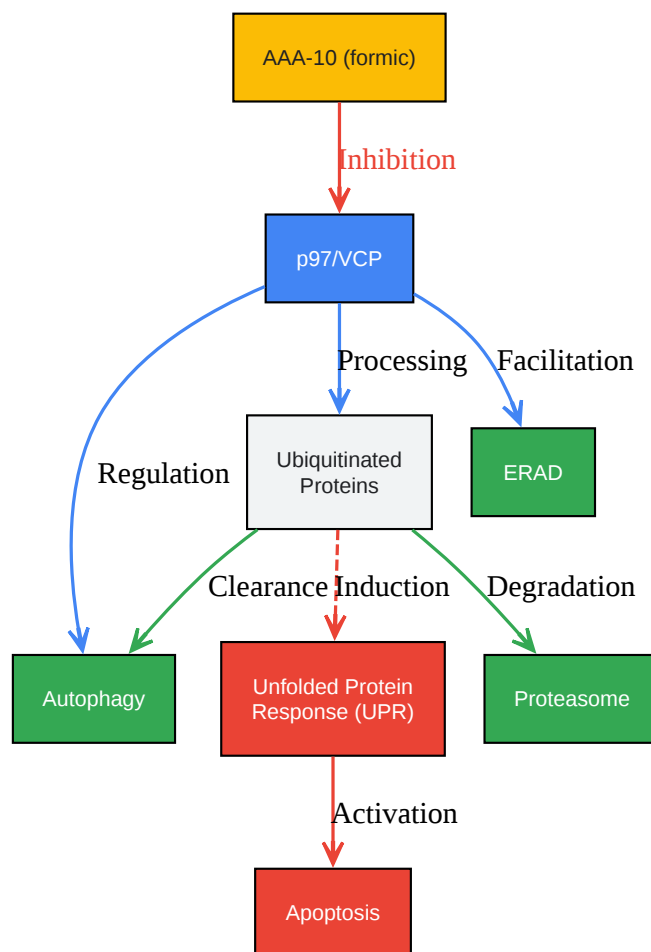 AAA-10 (formic)
Inhibition
p97/VCP
Processing
Facilitation
Regulation
Ubiquitinated
Proteins
ERAD
Clearance
Induction
Degradation
Autophagy
Unfolded Protein
Response (UPR)
Proteasome
Activation
Apoptosis